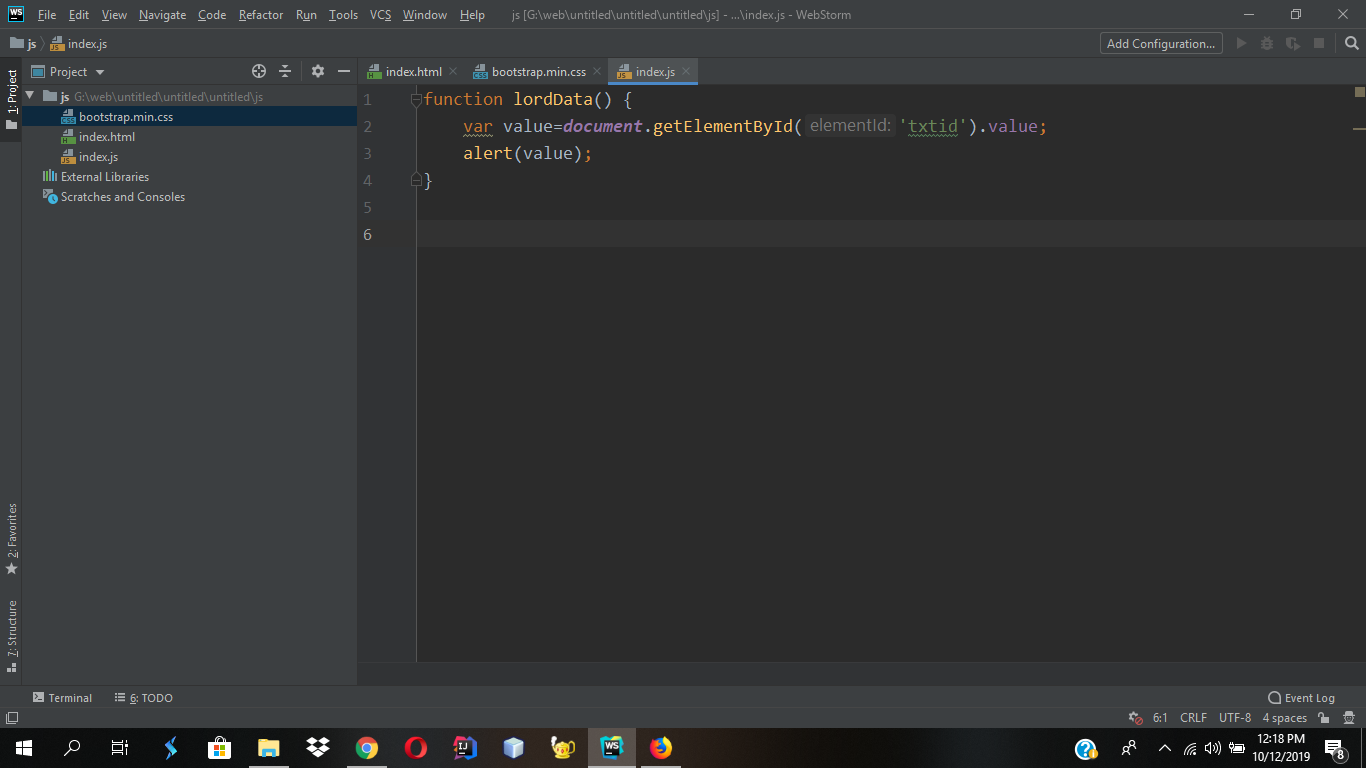 WS File Edit View Navigate Code Refactor Run Tools VCS Window Help js [G:\web\untitled\untitled\untitled\js] - ...\index.js - WebStorm
js index.js Add Configuration...
1: Project
Project
index.html bootstrap.min.css index.js
js G:\web\untitled\untitled\untitled\js
bootstrap.min.css
index.html
index.js
External Libraries
Scratches and Consoles
1 function lordData() {
2 var value=document.getElementById( elementId: 'txtid').value;
3 alert(value);
4 }
5
6
2: Favorites
7: Structure
Terminal 6: TODO Event Log
6:1 CRLF UTF-8 4 spaces
IJ WS 12:18 PM
10/12/2019 8